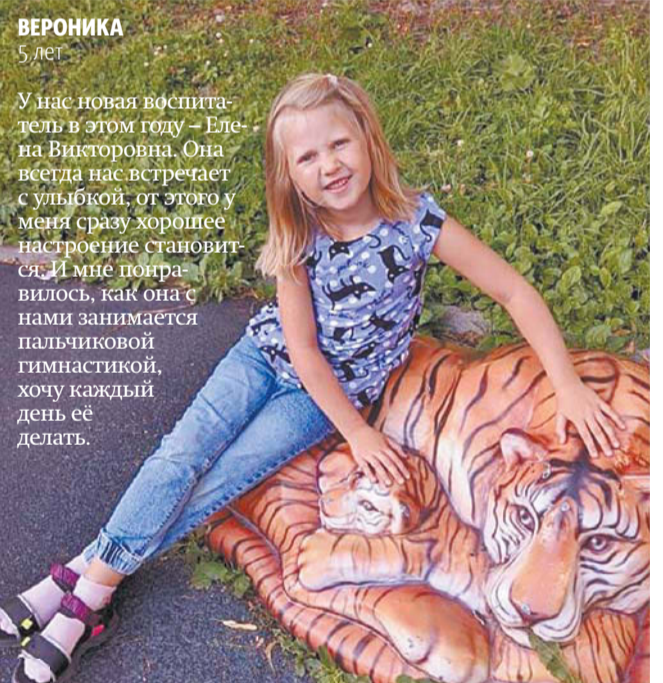 ВЕРОНИКА
5 лет
У нас новая воспита-
тель в этом году – Еле-
на Викторовна. Она
всегда нас встречает
с улыбкой, от этого у
меня сразу хорошее
настроение становит-
ся. И мне понра-
вилось, как она с
нами занимается
пальчиковой
гимнастикой,
хочу каждый
день её
делать.